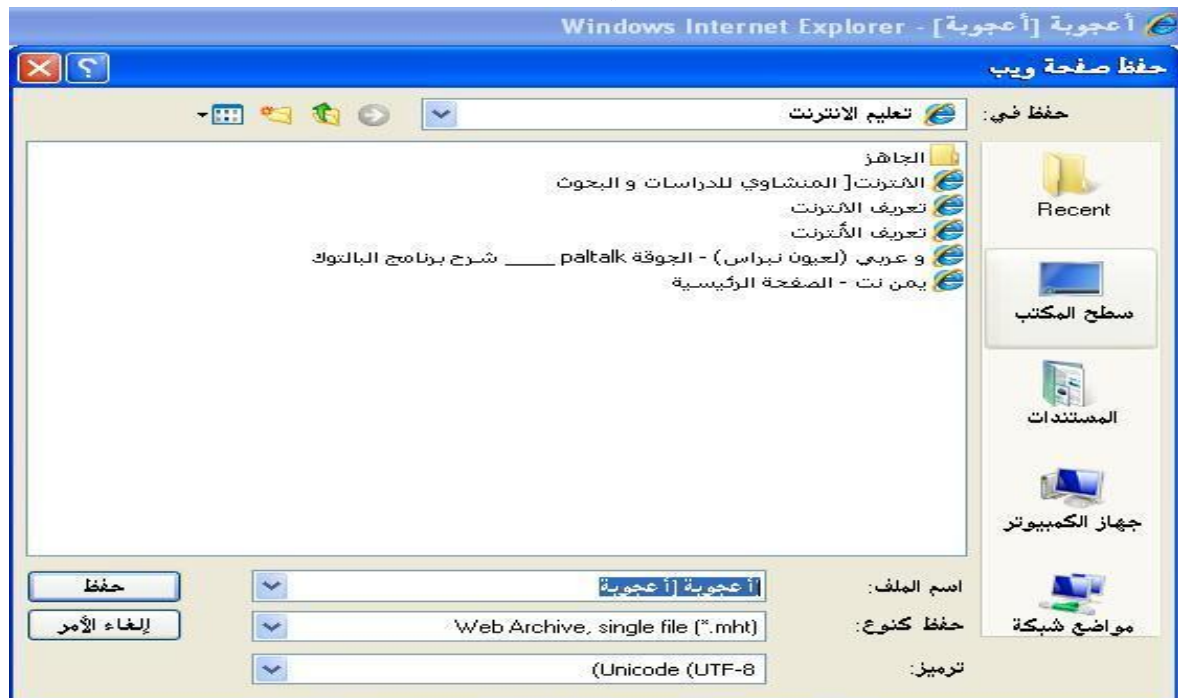 أعجوبة [أعجوبة] - Windows Internet Explorer
حفظ صفحة ويب
حفظ في: تعليم الانترنت
الجاهز
الانترنت[ المنشاوي للدراسات و البحوث
تعريف الانترنت
تعريف الأنترنت
و عربي (لعيون نبراس) - الجوقة paltalk ____ شرح برنامج البالتوك
يمن نت - الصفحة الرئيسية
Recent
سطح المكتب
المستندات
جهاز الكمبيوتر
مواضع شبكة
اسم الملف: أعجوبة [أعجوبة
حفظ
حفظ كنوع: Web Archive, single file (*.mht)
إلغاء الأمر
ترميز: (Unicode (UTF-8